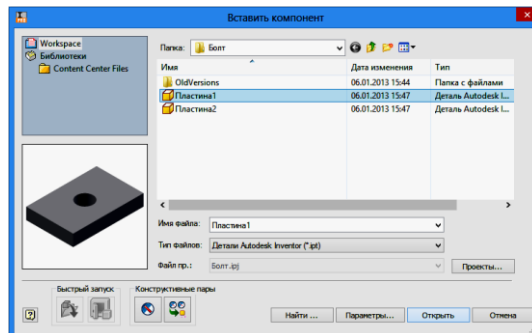 Вставить компонент
Workspace
Библиотеки
Content Center Files
Папка: Болт
Имя Дата изменения Тип
OldVersions 06.01.2013 15:44 Папка с файлами
Пластина1 06.01.2013 15:47 Деталь Autodesk I...
Пластина2 06.01.2013 15:47 Деталь Autodesk I...
Имя файла: Пластина1
Тип файлов: Детали Autodesk Inventor (*.ipt)
Файл пр.: Болт.ipj Проекты...
Быстрый запуск Конструктивные пары
Найти ... Параметры... Открыть Отмена